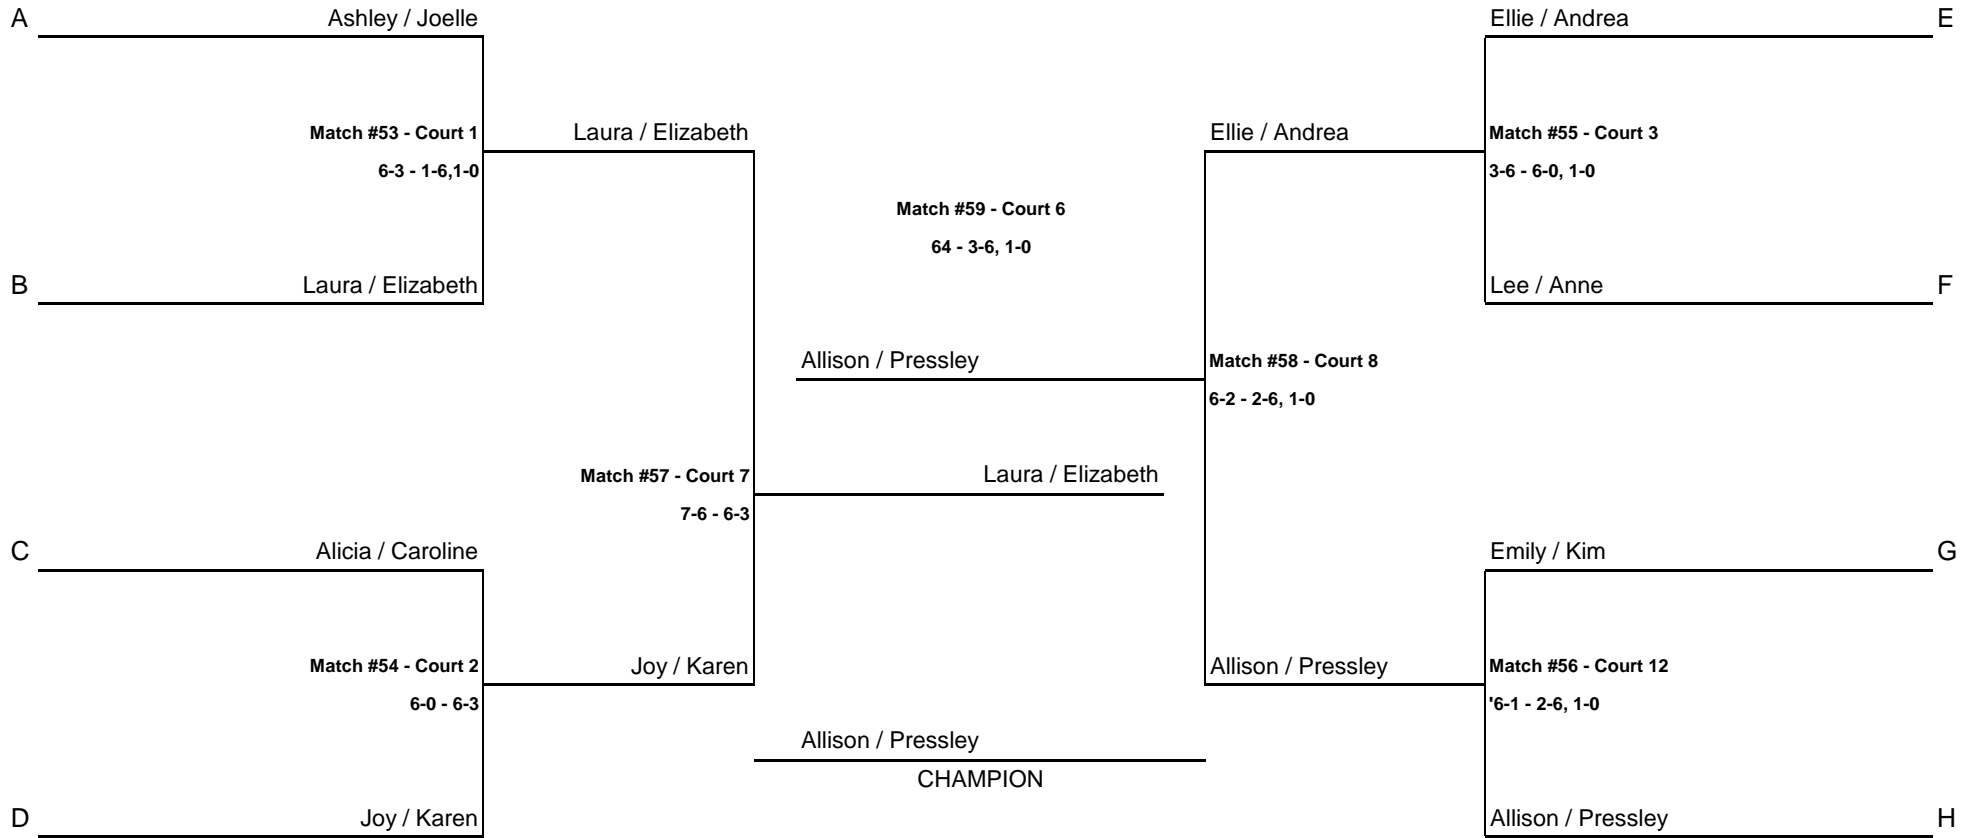 A Ashley / Joelle Ellie / Andrea E
Match #53 - Court 1 Laura / Elizabeth Ellie / Andrea Match #55 - Court 3
6-3 - 1-6,1-0 3-6 - 6-0, 1-0
Match #59 - Court 6
64 - 3-6, 1-0
B Laura / Elizabeth Lee / Anne F
Allison / Pressley Match #58 - Court 8
6-2 - 2-6, 1-0
Match #57 - Court 7 Laura / Elizabeth
7-6 - 6-3
C Alicia / Caroline Emily / Kim G
Match #54 - Court 2 Joy / Karen Allison / Pressley Match #56 - Court 12
6-0 - 6-3 '6-1 - 2-6, 1-0
Allison / Pressley
CHAMPION
D Joy / Karen Allison / Pressley H